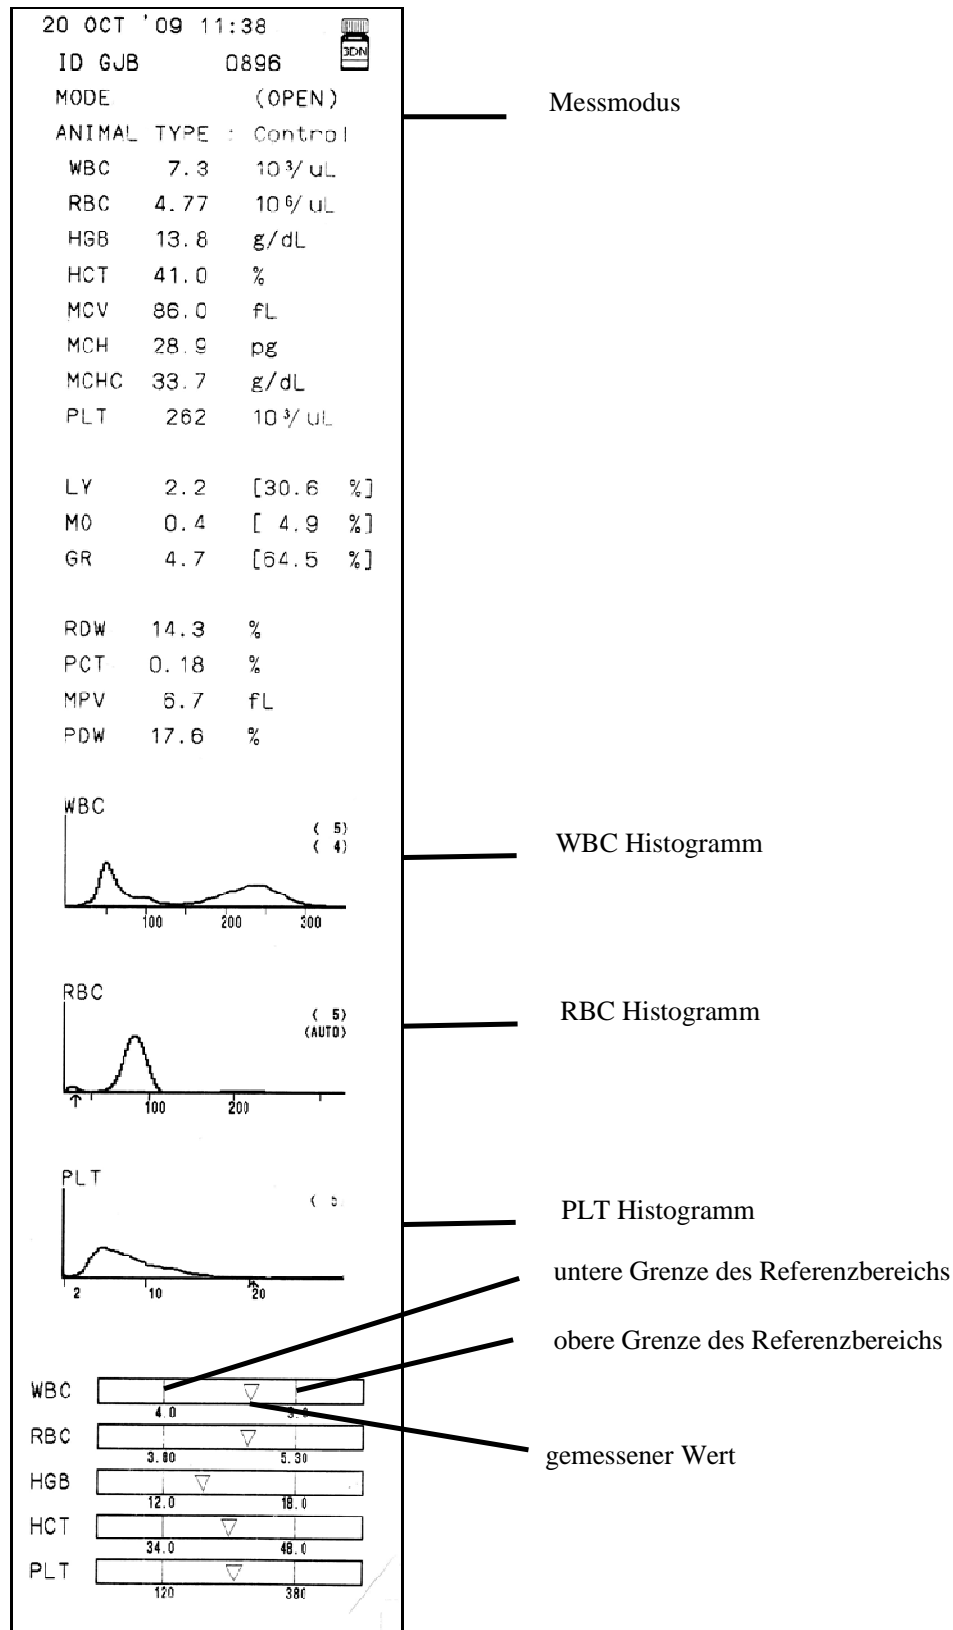 20 OCT '09 11:38
3DN
ID GJB 0896
MODE (OPEN)
Messmodus
ANIMAL TYPE : Control
WBC 7.3 10³/uL
RBC 4.77 10⁶/uL
HGB 13.8 g/dL
HCT 41.0 %
MCV 86.0 fL
MCH 28.9 pg
MCHC 33.7 g/dL
PLT 262 10³/uL
LY 2.2 [30.6 %]
MO 0.4 [ 4.9 %]
GR 4.7 [64.5 %]
RDW 14.3 %
PCT 0.18 %
MPV 6.7 fL
PDW 17.6 %
WBC
( 5)
( 4)
WBC Histogramm
100 200 300
RBC
( 5)
(AUTO)
RBC Histogramm
100 200
PLT
PLT Histogramm
2 10 20
untere Grenze des Referenzbereichs
obere Grenze des Referenzbereichs
WBC
4.0
RBC
3.80 5.30
gemessener Wert
HGB
12.0 18.0
HCT
34.0 48.0
PLT
120 380